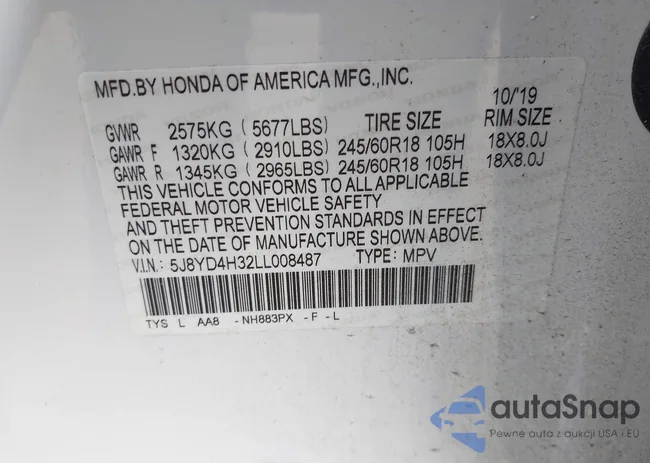 MFD.BY HONDA OF AMERICA MFG.,INC.
10/'19
GVWR 2575KG ( 5677LBS) TIRE SIZE RIM SIZE
GAWR F 1320KG ( 2910LBS) 245/60R18 105H 18X8.0J
GAWR R 1345KG ( 2965LBS) 245/60R18 105H 18X8.0J
THIS VEHICLE CONFORMS TO ALL APPLICABLE
FEDERAL MOTOR VEHICLE SAFETY
AND THEFT PREVENTION STANDARDS IN EFFECT
ON THE DATE OF MANUFACTURE SHOWN ABOVE.
V.I.N.: 5J8YD4H32LL008487 TYPE: MPV
TYS L AA8 -NH883PX -F -L
autoSnap
Pewne auta z aukcji USA i EU